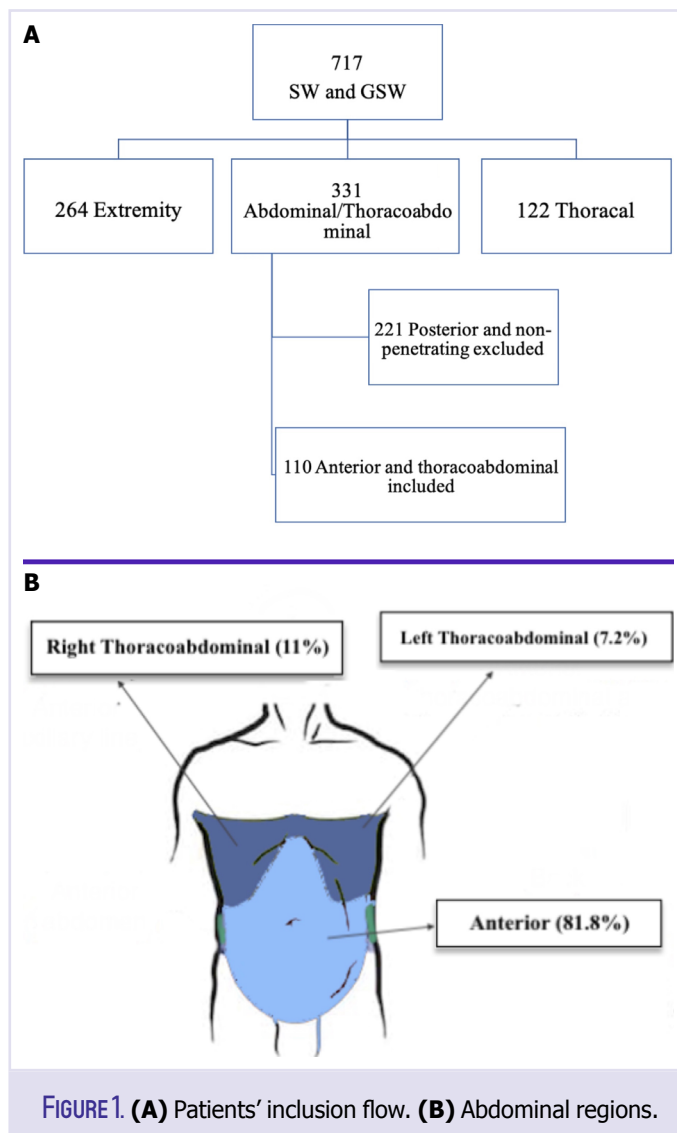 A
717
SW and GSW
264 Extremity
331
Abdominal/Thoracoabdo
minal
122 Thoracal
221 Posterior and non-
penetrating excluded
110 Anterior and thoracoabdominal
included
B
Right Thoracoabdominal (11%)
Left Thoracoabdominal (7.2%)
Anterior (81.8%)
FIGURE 1. (A) Patients' inclusion flow. (B) Abdominal regions.